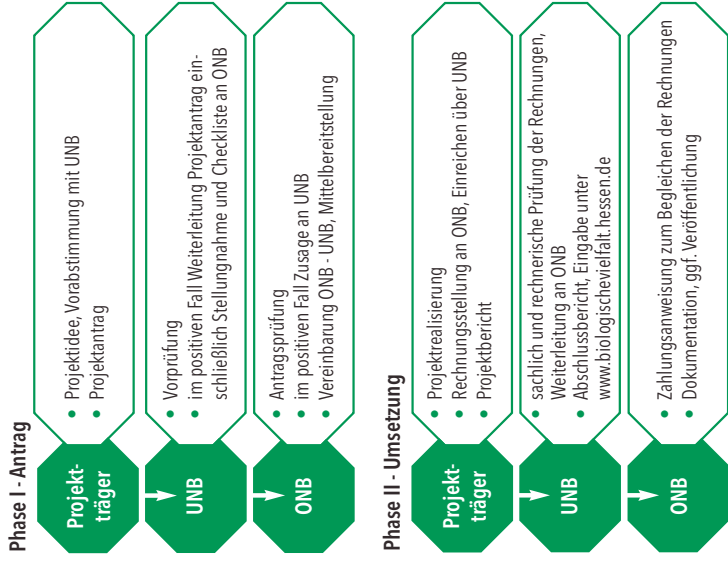 Phase I - Antrag
Projekt-
träger
• Projektidee, Vorabstimmung mit UNB
• Projektantrag
UNB
• Vorprüfung
• im positiven Fall Weiterleitung Projektantrag ein-
schließlich Stellungnahme und Checkliste an ONB
ONB
• Antragsprüfung
• im positiven Fall Zusage an UNB
• Vereinbarung ONB - UNB, Mittelbereitstellung
Phase II - Umsetzung
Projekt-
träger
• Projektrealisierung
• Rechnungsstellung an ONB, Einreichen über UNB
• Projektbericht
UNB
• sachlich und rechnerische Prüfung der Rechnungen,
Weiterleitung an ONB
• Abschlussbericht, Eingabe unter
www.biologischevielfalt.hessen.de
ONB
• Zahlungsanweisung zum Begleichen der Rechnungen
• Dokumentation, ggf. Veröffentlichung